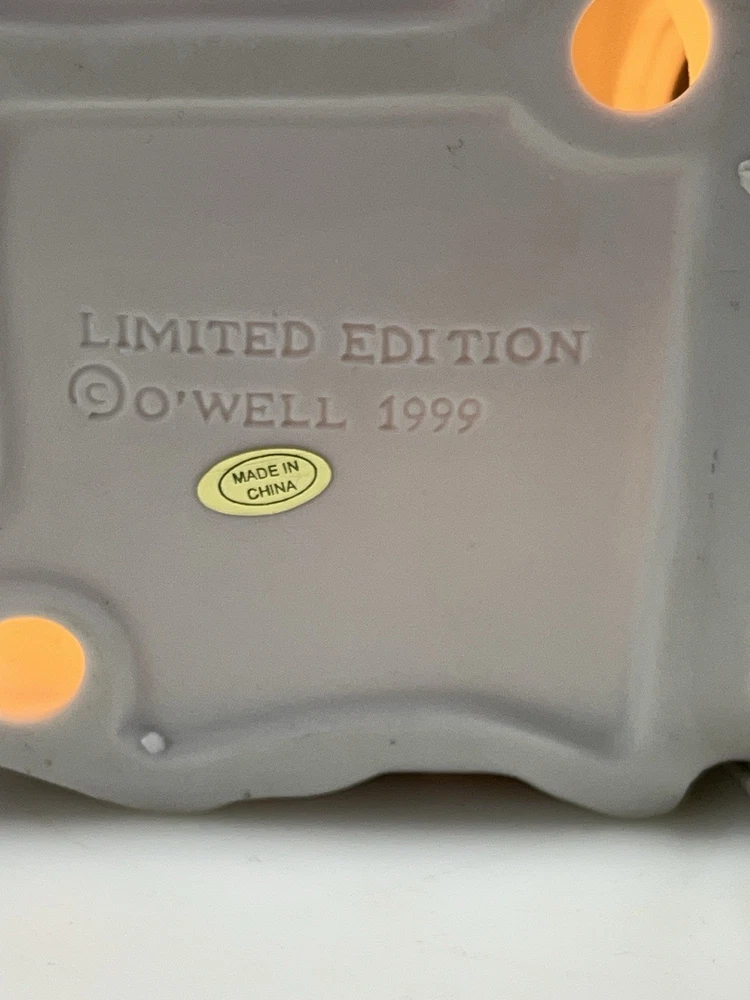 LIMITED EDITION
©O'WELL 1999
MADE IN
CHINA